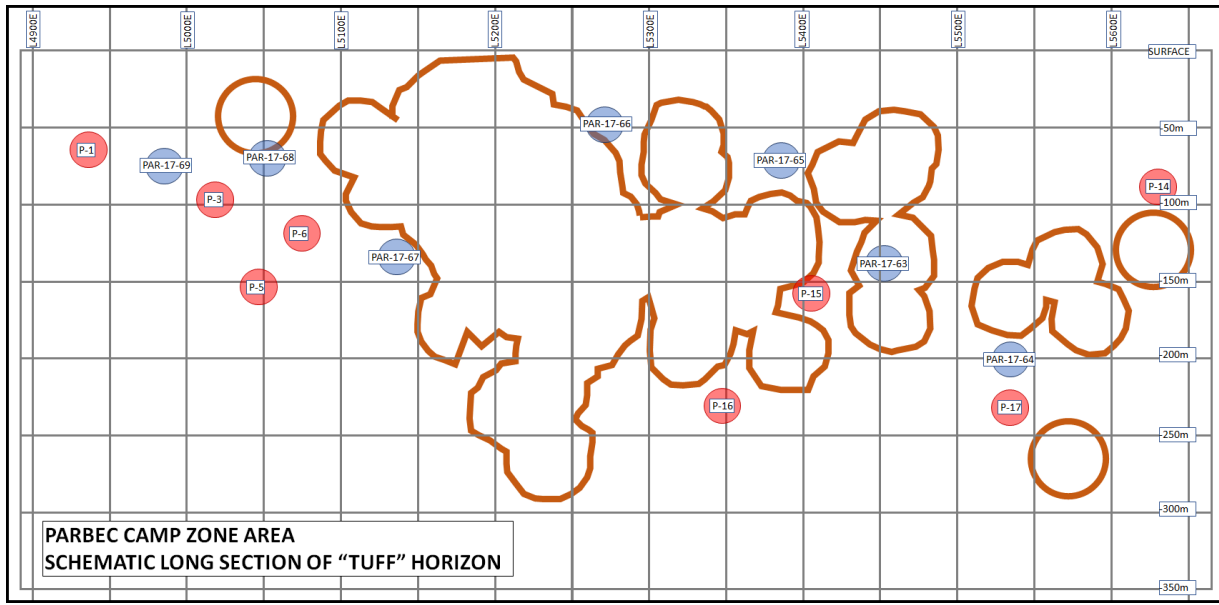 L4900E
L5000E
L5100E
L5200E
L5300E
L5400E
L5500E
L5600E
SURFACE
-50m
-100m
-150m
-200m
-250m
-300m
-350m
P-1
PAR-17-69
PAR-17-68
P-3
P-6
P-5
PAR-17-67
PAR-17-66
PAR-17-65
PAR-17-63
P-15
P-16
P-14
PAR-17-64
P-17
PARBEC CAMP ZONE AREA
SCHEMATIC LONG SECTION OF “TUFF” HORIZON